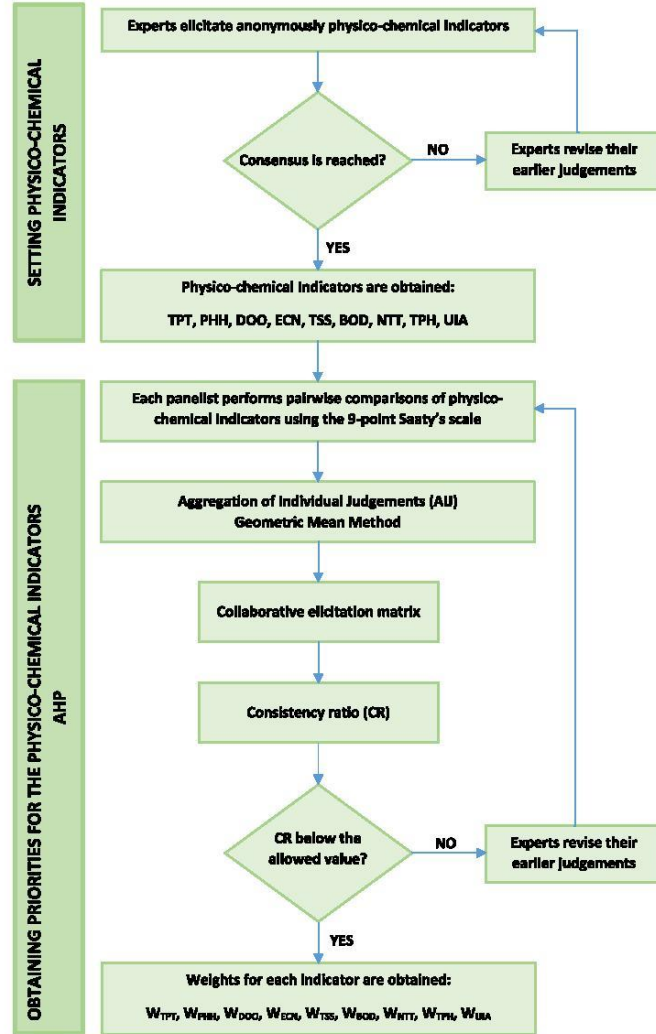 SETTING PHYSICO-CHEMICAL
INDICATORS
Experts elicitate anonymously physico-chemical indicators
Consensus is reached?
NO
Experts revise their
earlier judgements
YES
Physico-chemical indicators are obtained:
TPT, PHH, DOO, ECN, TSS, BOD, NTT, TPH, UIA
OBTAINING PRIORITIES FOR THE PHYSICO-CHEMICAL INDICATORS
AHP
Each panelist performs pairwise comparisons of physico-
chemical indicators using the 9-point Saaty's scale
Aggregation of Individual Judgements (AIJ)
Geometric Mean Method
Collaborative elicitation matrix
Consistency ratio (CR)
CR below the
allowed value?
NO
Experts revise their
earlier judgements
YES
Weights for each indicator are obtained:
WTPT, WPHH, WDOO, WECN, WTSS, WBOD, WNTT, WTPH, WUIA